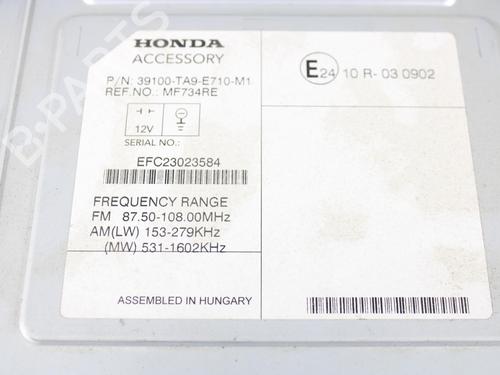 HONDA
ACCESSORY
P/N: 39100-TA9-E710-M1
REF.NO.: MF734RE
12V
SERIAL NO.:
EFC23023584
FREQUENCY RANGE
FM 87.50-108.00MHz
AM(LW) 153-279KHz
(MW) 531-1602KHz
ASSEMBLED IN HUNGARY
E24 10 R- 03 0902
B-PARTS